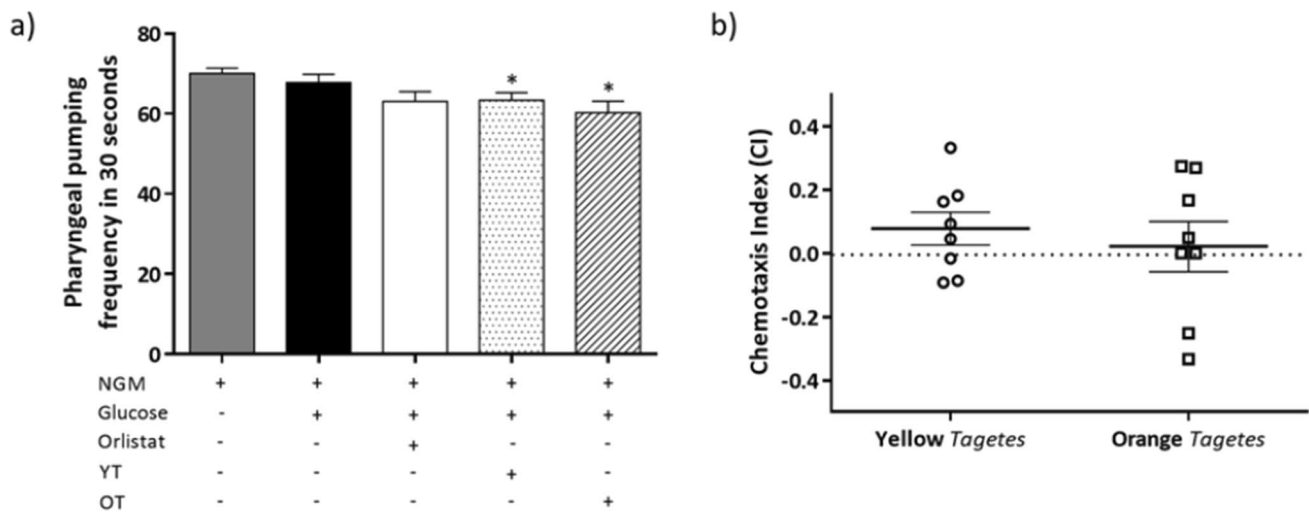 a)
Pharyngeal pumping
frequency in 30 seconds
80
60
40
20
0
*
*
NGM + + + + +
Glucose - + + + +
Orlistat - - + - -
YT - - - + -
OT - - - - +
b)
Chemotaxis Index (CI)
0.4
0.2
0.0
-0.2
-0.4
Yellow Tagetes
Orange Tagetes